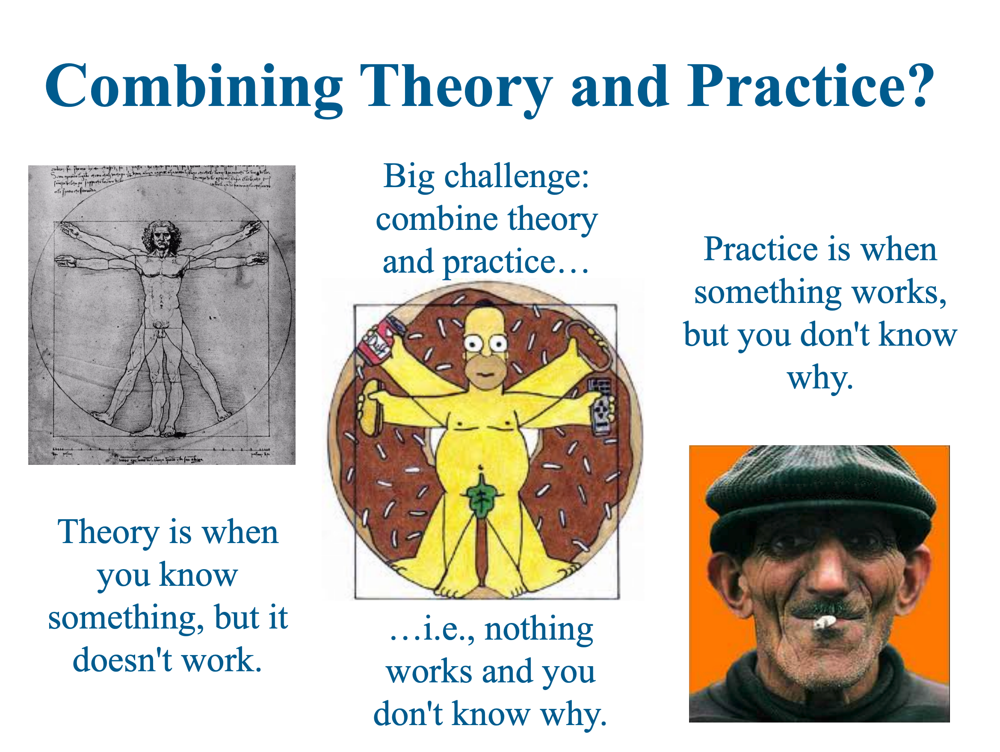 Combining Theory and Practice?
Big challenge:
combine theory
and practice…
Practice is when
something works,
but you don't know
why.
Duff
Theory is when
you know
something, but it
doesn't work.
…i.e., nothing
works and you
don't know why.